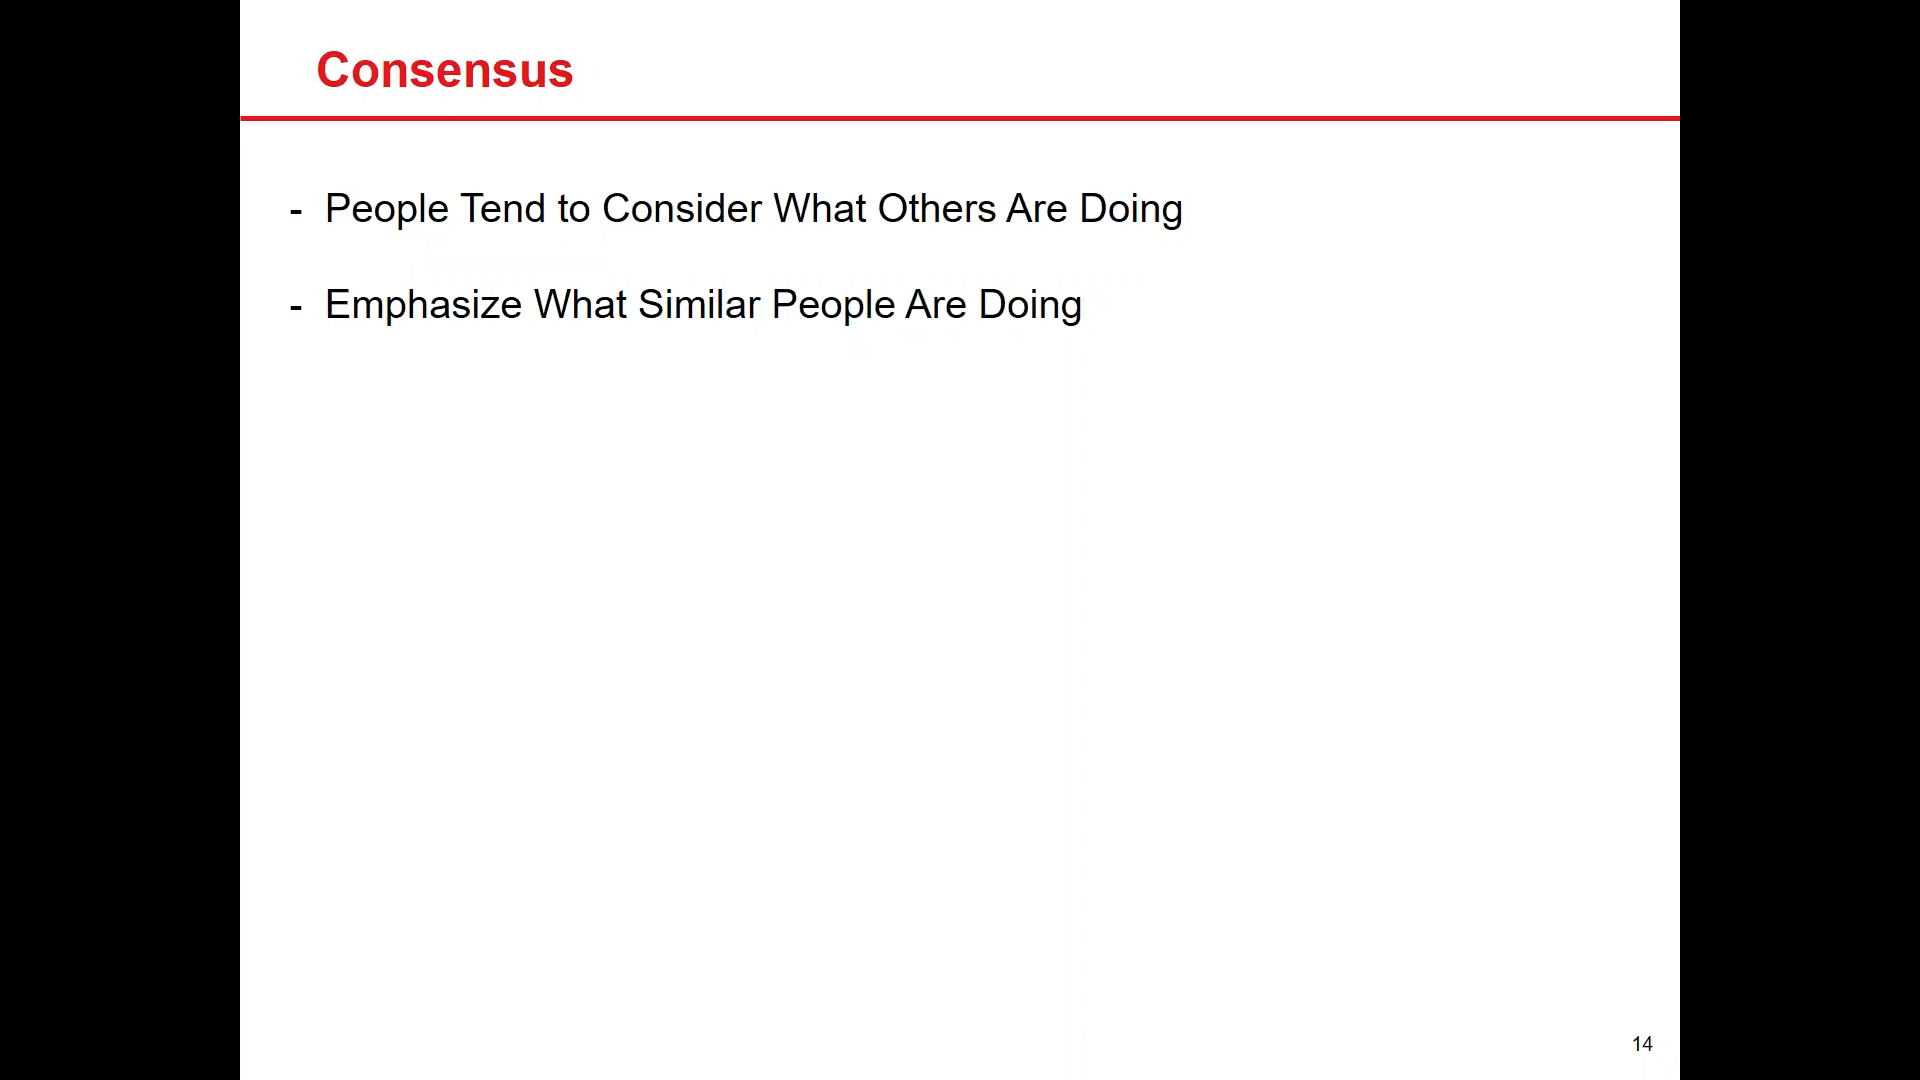 Consensus
- People Tend to Consider What Others Are Doing
- Emphasize What Similar People Are Doing
14